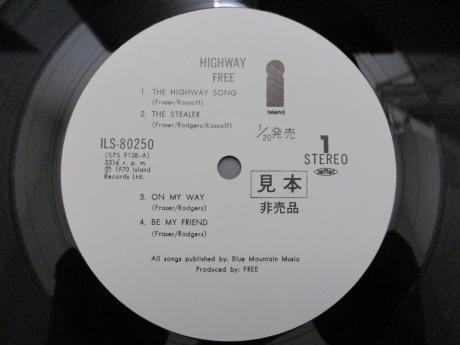 HIGHWAY
FREE
1. THE HIGHWAY SONG
(Fraser/Kossoff)
2. THE STEALER
(Fraser/Rodgers/Kossoff)
island
ILS-80250
(ILPS 9138-A)
33⅓ r. p. m.
Ⓟ 1970 Island
Records Ltd.
7/20発売
1
STEREO
見本
非売品
3. ON MY WAY
(Fraser/Rodgers)
4. BE MY FRIEND
(Fraser/Rodgers)
All songs published by: Blue Mountain Music
Produced by: FREE